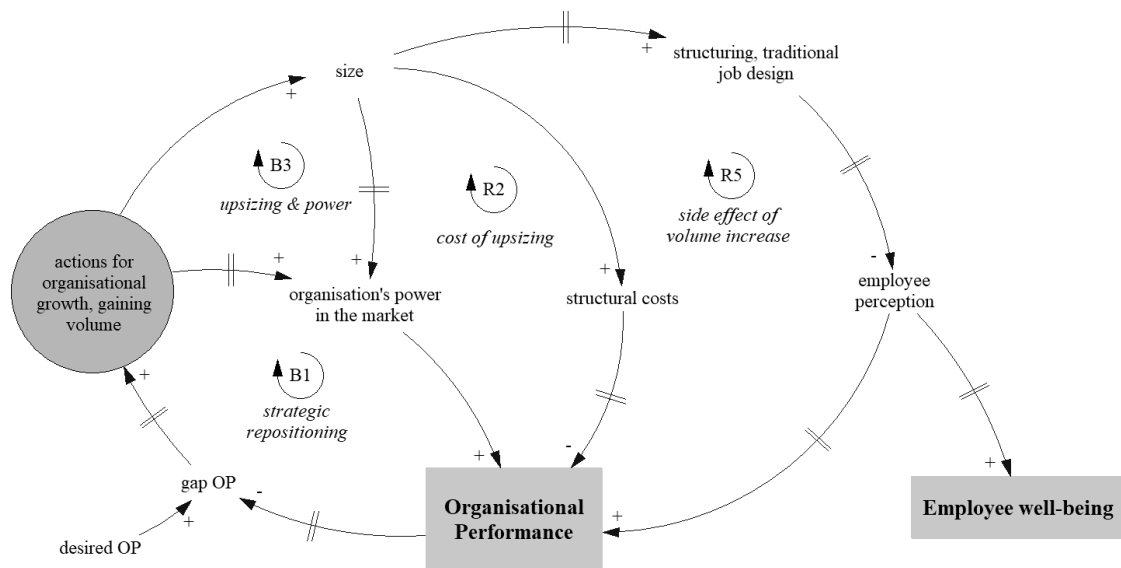 size
+
+
structuring, traditional
job design
B3
upsizing & power
R2
cost of upsizing
R5
side effect of
volume increase
actions for
organisational
growth, gaining
volume
+
+
organisation's power
in the market
+
structural costs
-
employee
perception
B1
strategic
repositioning
+
gap OP
-
+
desired OP
+
-
Organisational
Performance
+
+
Employee well-being